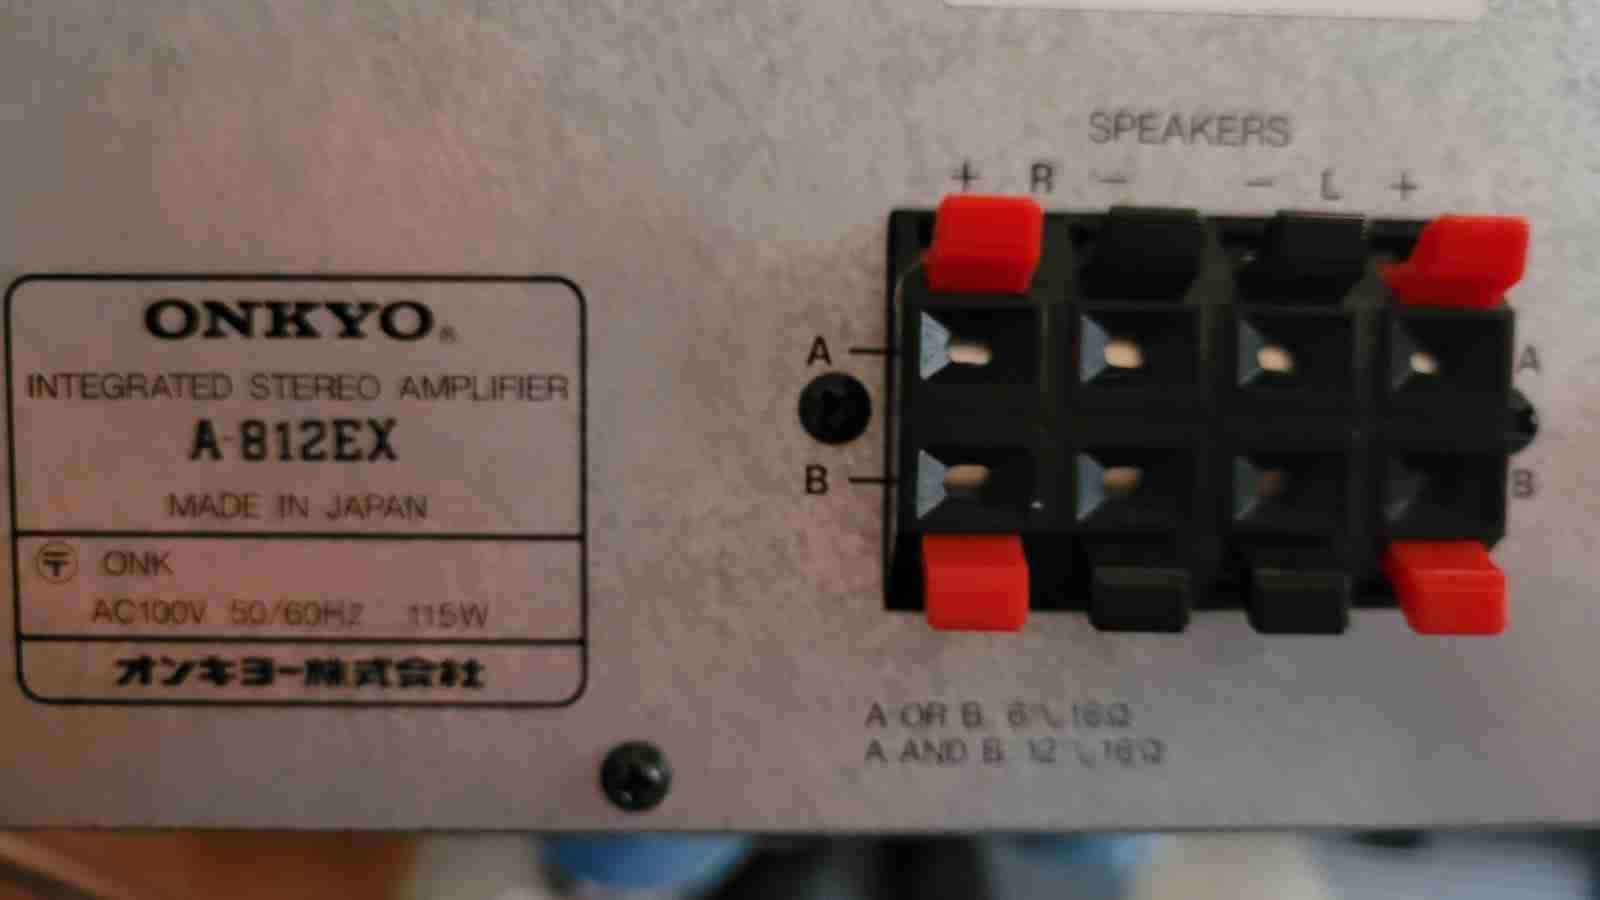 ONKYO®
INTEGRATED STEREO AMPLIFIER
A-812EX
MADE IN JAPAN
〒 ONK
AC100V 50/60Hz 115W
オンキヨー株式会社
SPEAKERS
+ R − − L +
A A
B B
A OR B: 6〜16Ω
A AND B: 12〜16Ω